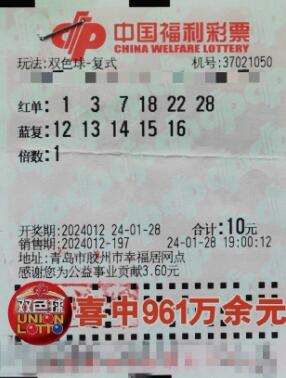 中国福利彩票
CHINA WELFARE LOTTERY
玩法:双色球-复式 机号:37021050
红单: 1 3 7 18 22 28
蓝复: 12 13 14 15 16
倍数: 1
开奖期:2024012 24-01-28 合计:10元
销售期:2024012-197 24-01-28 19:00:12
地址:青岛市胶州市幸福居网点
感谢您为公益事业贡献3.60元
双色球
UNION
LOTTO
喜中961万余元